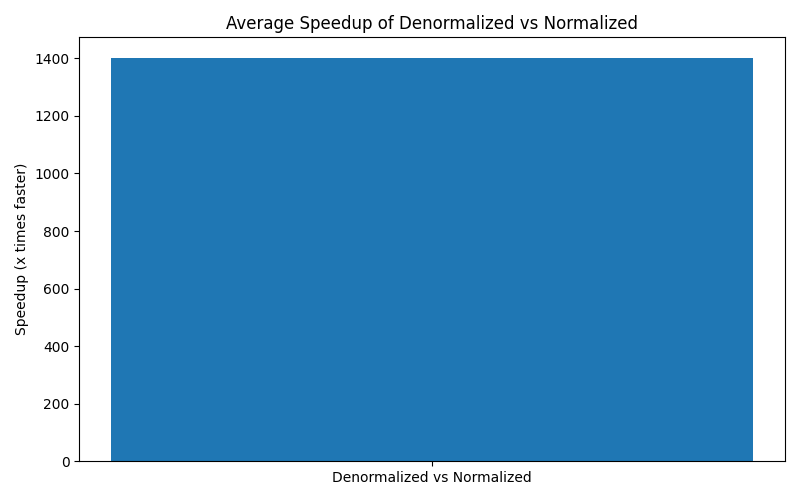 Average Speedup of Denormalized vs Normalized
Speedup (x times faster)
1400
1200
1000
800
600
400
200
0
Denormalized vs Normalized